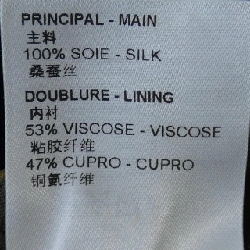 PRINCIPAL - MAIN
主料
100% SOIE - SILK
桑蚕丝
DOUBLURE - LINING
内衬
53% VISCOSE - VISCOSE
粘胶纤维
47% CUPRO - CUPRO
铜氨纤维